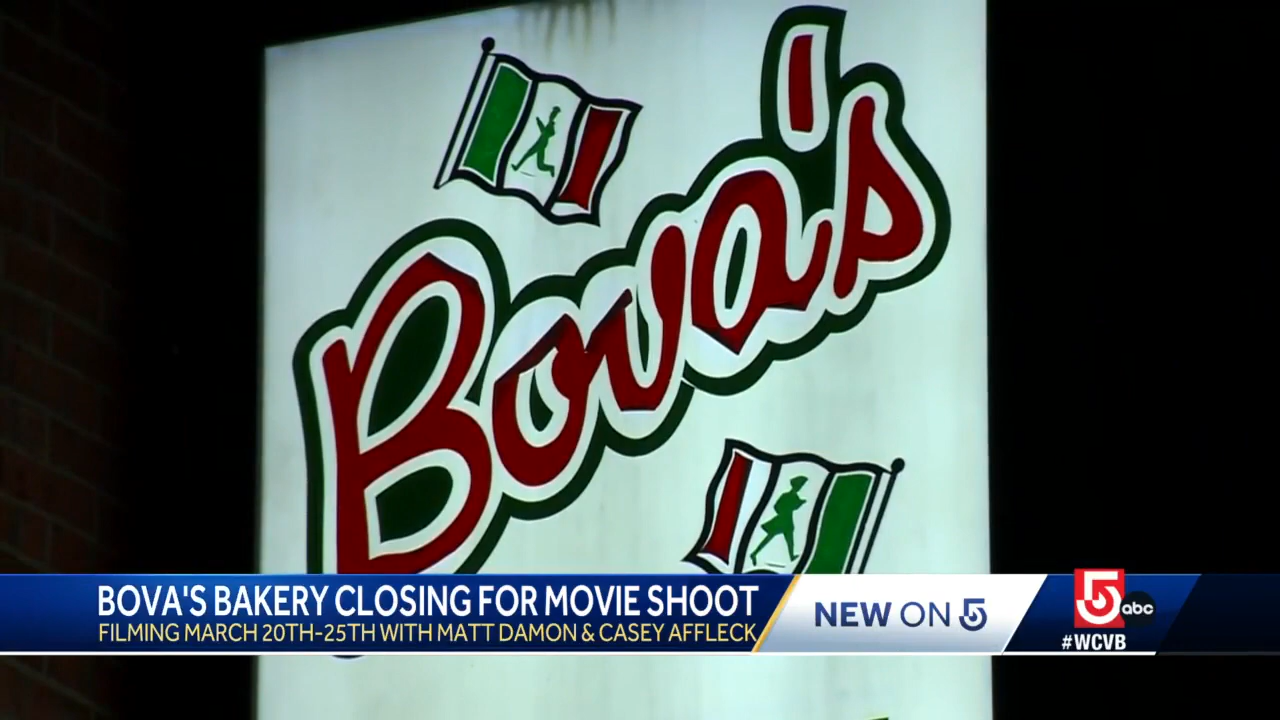 Bova's
BOVA'S BAKERY CLOSING FOR MOVIE SHOOT
FILMING MARCH 20TH-25TH WITH MATT DAMON & CASEY AFFLECK
NEW ON 5
5 abc
#WCVB